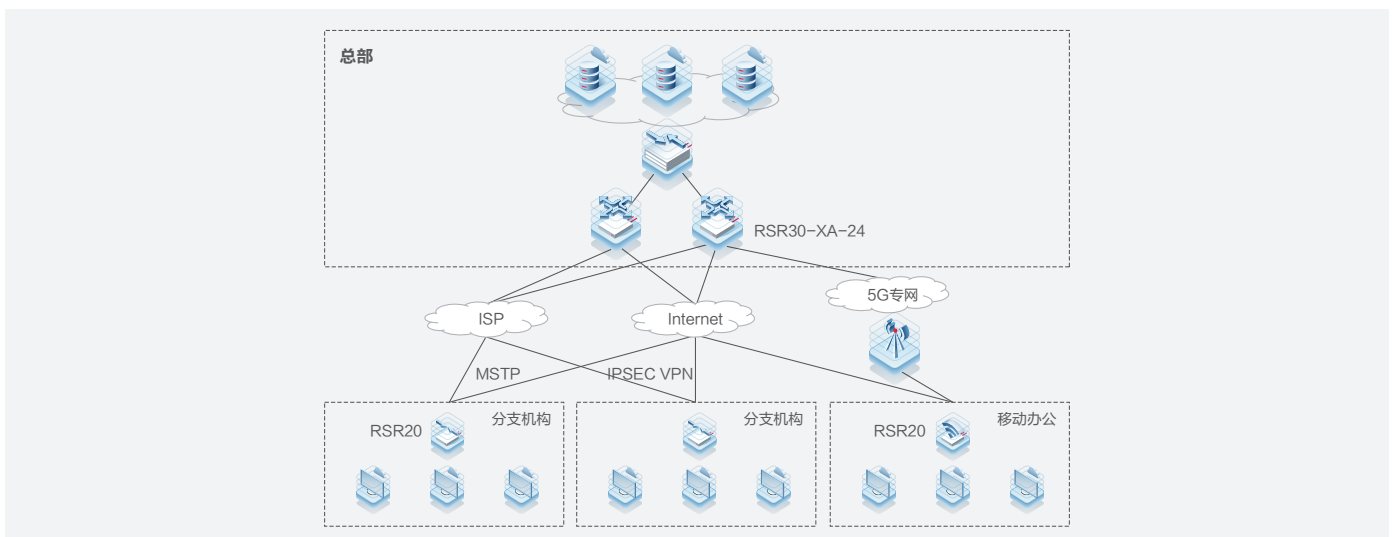 总部
RSR30-XA-24
5G专网
ISP
Internet
MSTP
IPSEC VPN
RSR20
分支机构
分支机构
RSR20
移动办公